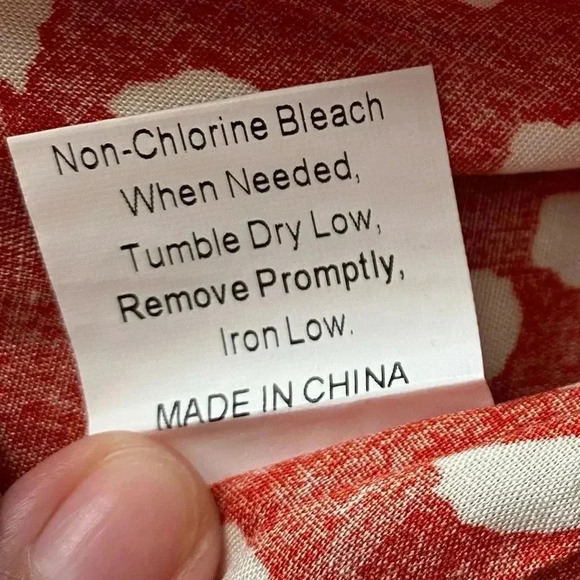 Non-Chlorine Bleach
When Needed,
Tumble Dry Low,
Remove Promptly,
Iron Low.
MADE IN CHINA